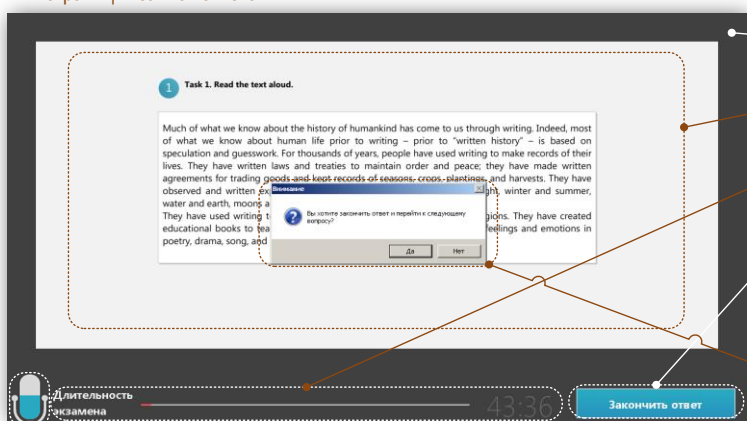 1 Task 1. Read the text aloud.
Much of what we know about the history of humankind has come to us through writing. Indeed, most
of what we know about human life prior to writing – prior to “written history” – is based on
speculation and guesswork. For thousands of years, people have used writing to make records of their
lives. They have written laws and treaties to maintain order and peace; they have made written
agreements for trading goods and kept records of seasons, crops, plantings, and harvests. They have
observed and written winter and summer,
water and earth, moons
They have used writing They have created
educational books to feelings and emotions in
poetry, drama, song, and
Внимание
Вы хотите закончить ответ и перейти к следующему
вопросу?
Да Нет
Длительность
экзамена
43:36
Закончить ответ